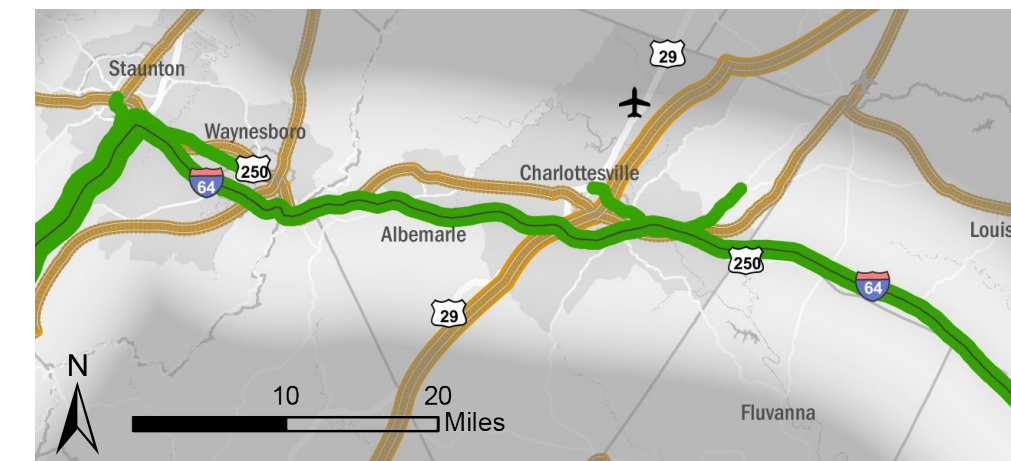 29
Staunton
Waynesboro
250
64
Charlottesville
Albemarle
Louis
250
64
29
N
10 20
Miles
Fluvanna